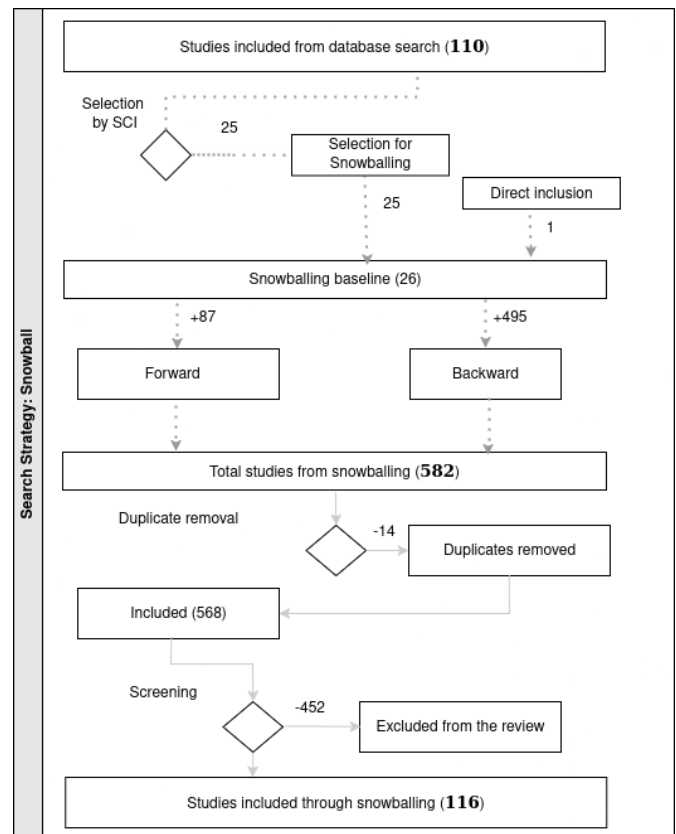 Search Strategy: Snowball
Studies included from database search (110)
Selection
by SCI
25
Selection for
Snowballing
25
Direct inclusion
1
Snowballing baseline (26)
+87
+495
Forward
Backward
Total studies from snowballing (582)
Duplicate removal
-14
Duplicates removed
Included (568)
Screening
-452
Excluded from the review
Studies included through snowballing (116)